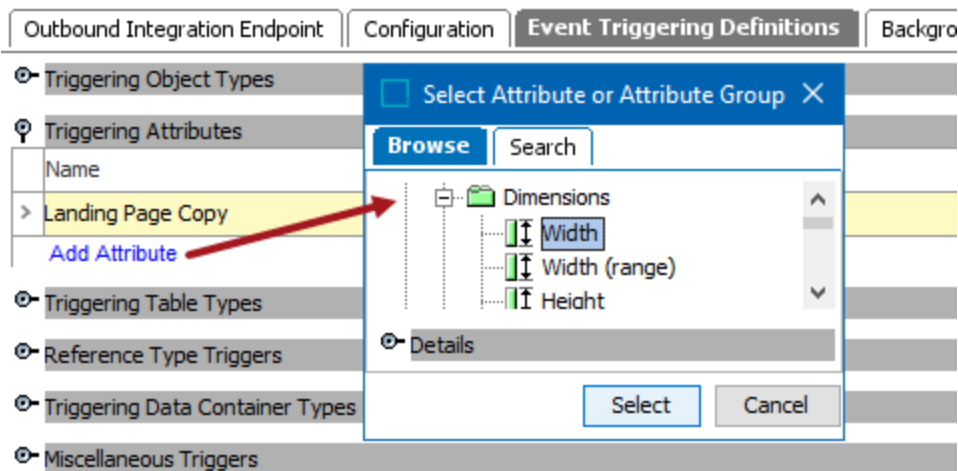 Outbound Integration Endpoint
Configuration
Event Triggering Definitions
Backgro
Triggering Object Types
Triggering Attributes
Name
Landing Page Copy
Add Attribute
Triggering Table Types
Reference Type Triggers
Triggering Data Container Types
Miscellaneous Triggers
Select Attribute or Attribute Group
Browse
Search
Dimensions
Width
Width (range)
Height
Details
Select
Cancel